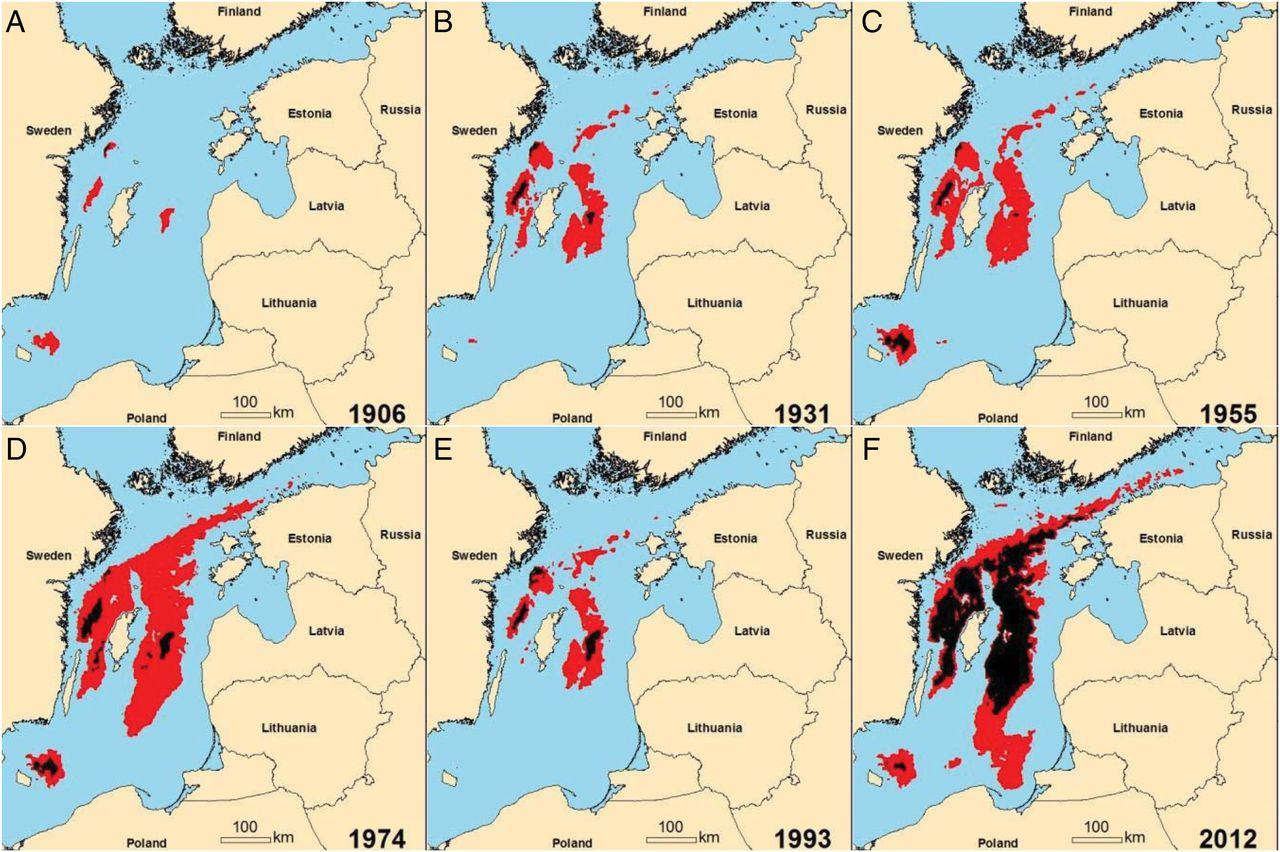 A
Finland
Estonia
Russia
Sweden
Latvia
Lithuania
100
km
Poland
1906
B
Finland
Estonia
Russia
Sweden
Latvia
Lithuania
100
km
Poland
1931
C
Finland
Estonia
Russia
Sweden
Latvia
Lithuania
100
km
Poland
1955
D
Finland
Estonia
Russia
Sweden
Latvia
Lithuania
100
km
Poland
1974
E
Finland
Estonia
Russia
Sweden
Latvia
Lithuania
100
km
Poland
1993
F
Finland
Estonia
Russia
Sweden
Latvia
Lithuania
100
km
Poland
2012